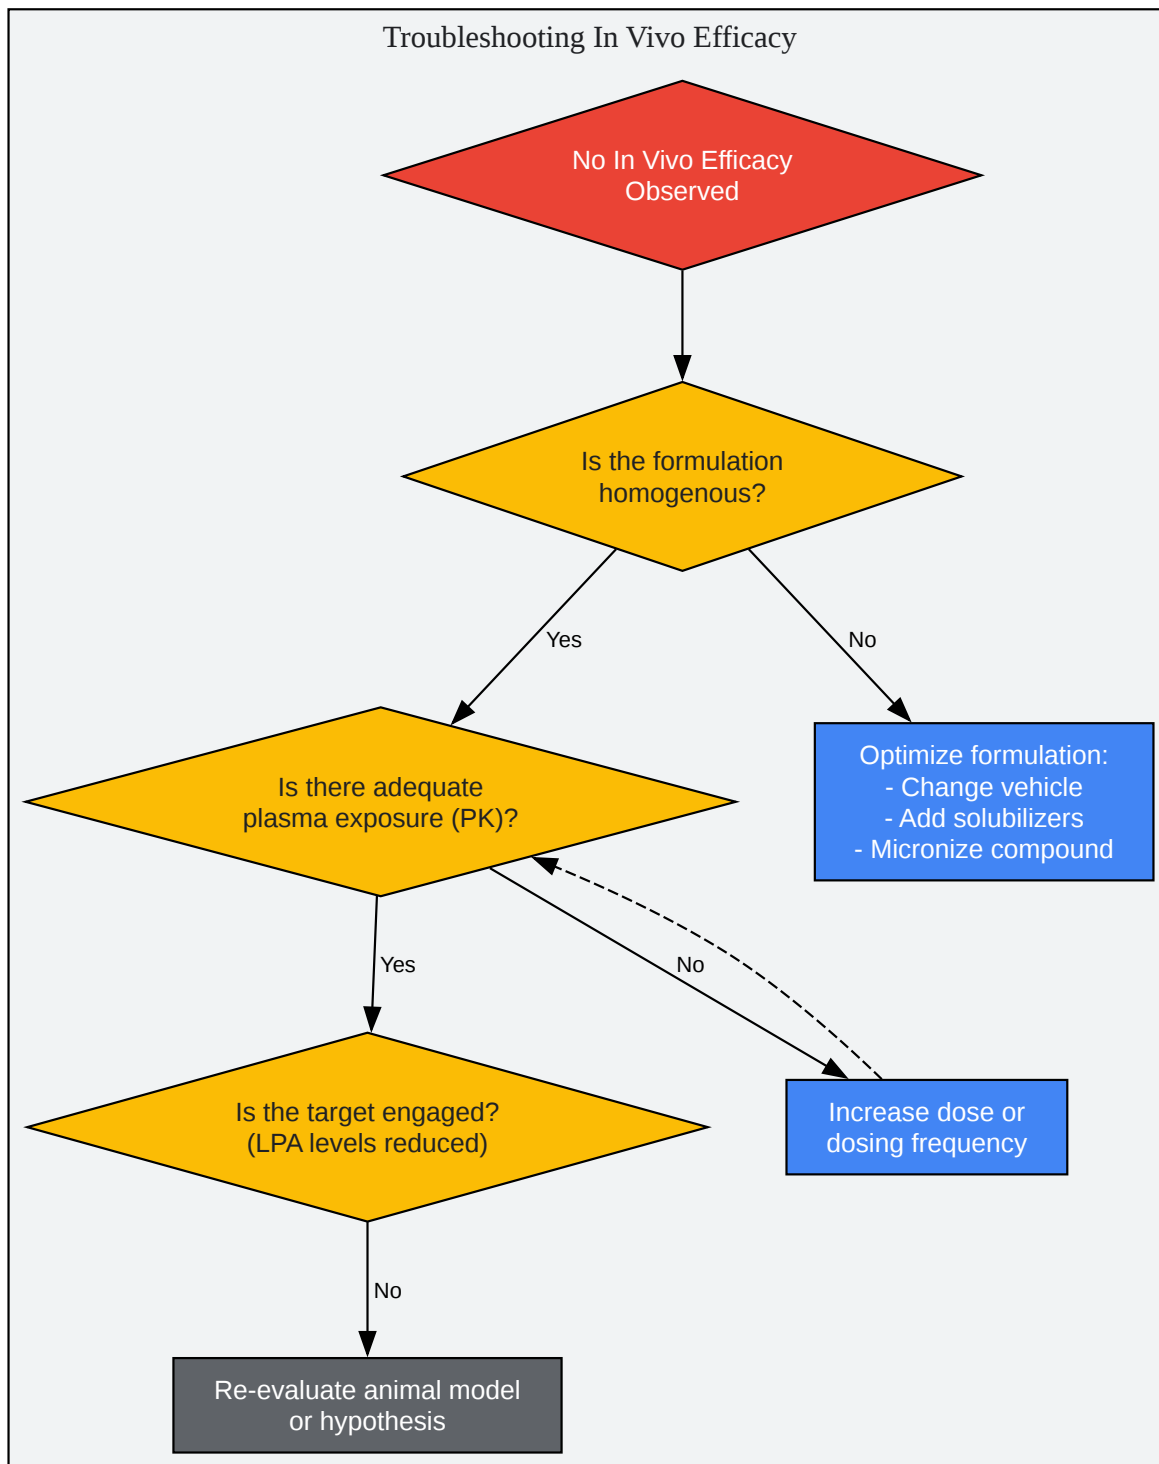 Troubleshooting In Vivo Efficacy
No In Vivo Efficacy
Observed
Is the formulation
homogenous?
Yes
No
Is there adequate
plasma exposure (PK)?
Optimize formulation:
- Change vehicle
- Add solubilizers
- Micronize compound
Yes
No
Is the target engaged?
(LPA levels reduced)
Increase dose or
dosing frequency
No
Re-evaluate animal model
or hypothesis